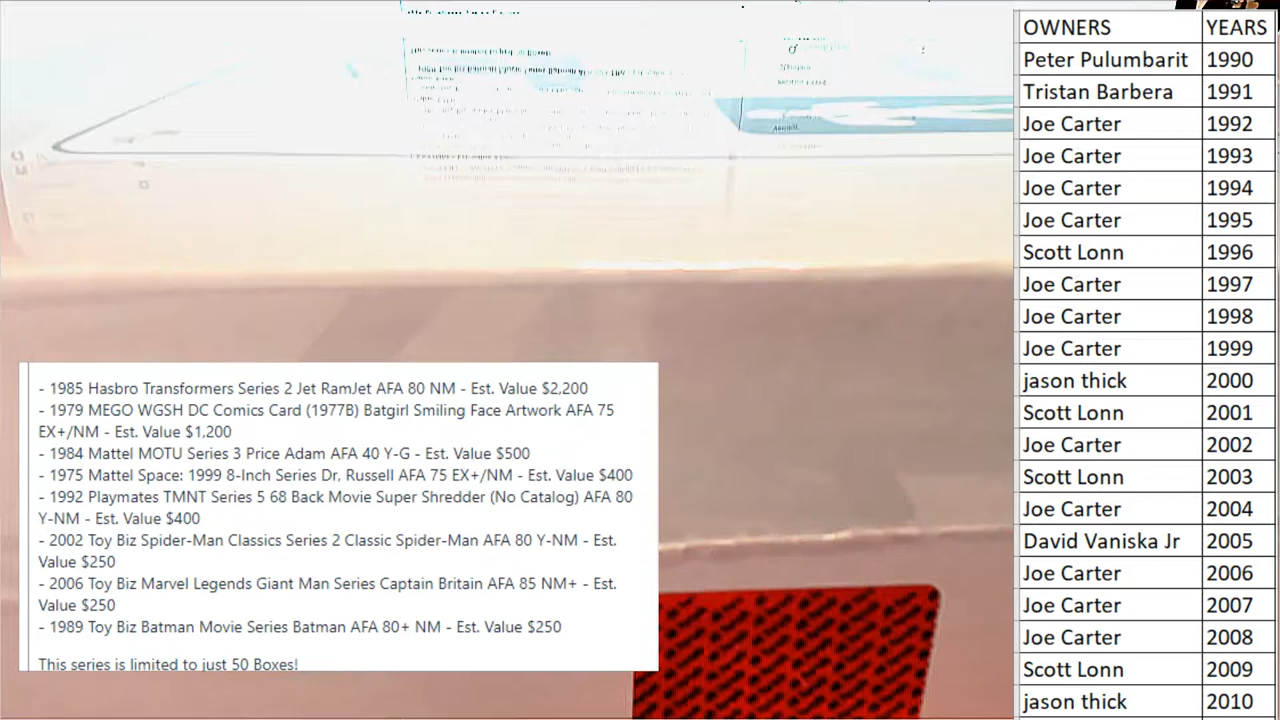 - 1985 Hasbro Transformers Series 2 Jet RamJet AFA 80 NM - Est. Value $2,200
- 1979 MEGO WGSH DC Comics Card (1977B) Batgirl Smiling Face Artwork AFA 75
EX+/NM - Est. Value $1,200
- 1984 Mattel MOTU Series 3 Price Adam AFA 40 Y-G - Est. Value $500
- 1975 Mattel Space: 1999 8-Inch Series Dr, Russell AFA 75 EX+/NM - Est. Value $400
- 1992 Playmates TMNT Series 5 68 Back Movie Super Shredder (No Catalog) AFA 80
Y-NM - Est. Value $400
- 2002 Toy Biz Spider-Man Classics Series 2 Classic Spider-Man AFA 80 Y-NM - Est.
Value $250
- 2006 Toy Biz Marvel Legends Giant Man Series Captain Britain AFA 85 NM+ - Est.
Value $250
- 1989 Toy Biz Batman Movie Series Batman AFA 80+ NM - Est. Value $250
This series is limited to just 50 Boxes!
OWNERS YEARS
Peter Pulumbarit 1990
Tristan Barbera 1991
Joe Carter 1992
Joe Carter 1993
Joe Carter 1994
Joe Carter 1995
Scott Lonn 1996
Joe Carter 1997
Joe Carter 1998
Joe Carter 1999
jason thick 2000
Scott Lonn 2001
Joe Carter 2002
Scott Lonn 2003
Joe Carter 2004
David Vaniska Jr 2005
Joe Carter 2006
Joe Carter 2007
Joe Carter 2008
Scott Lonn 2009
jason thick 2010